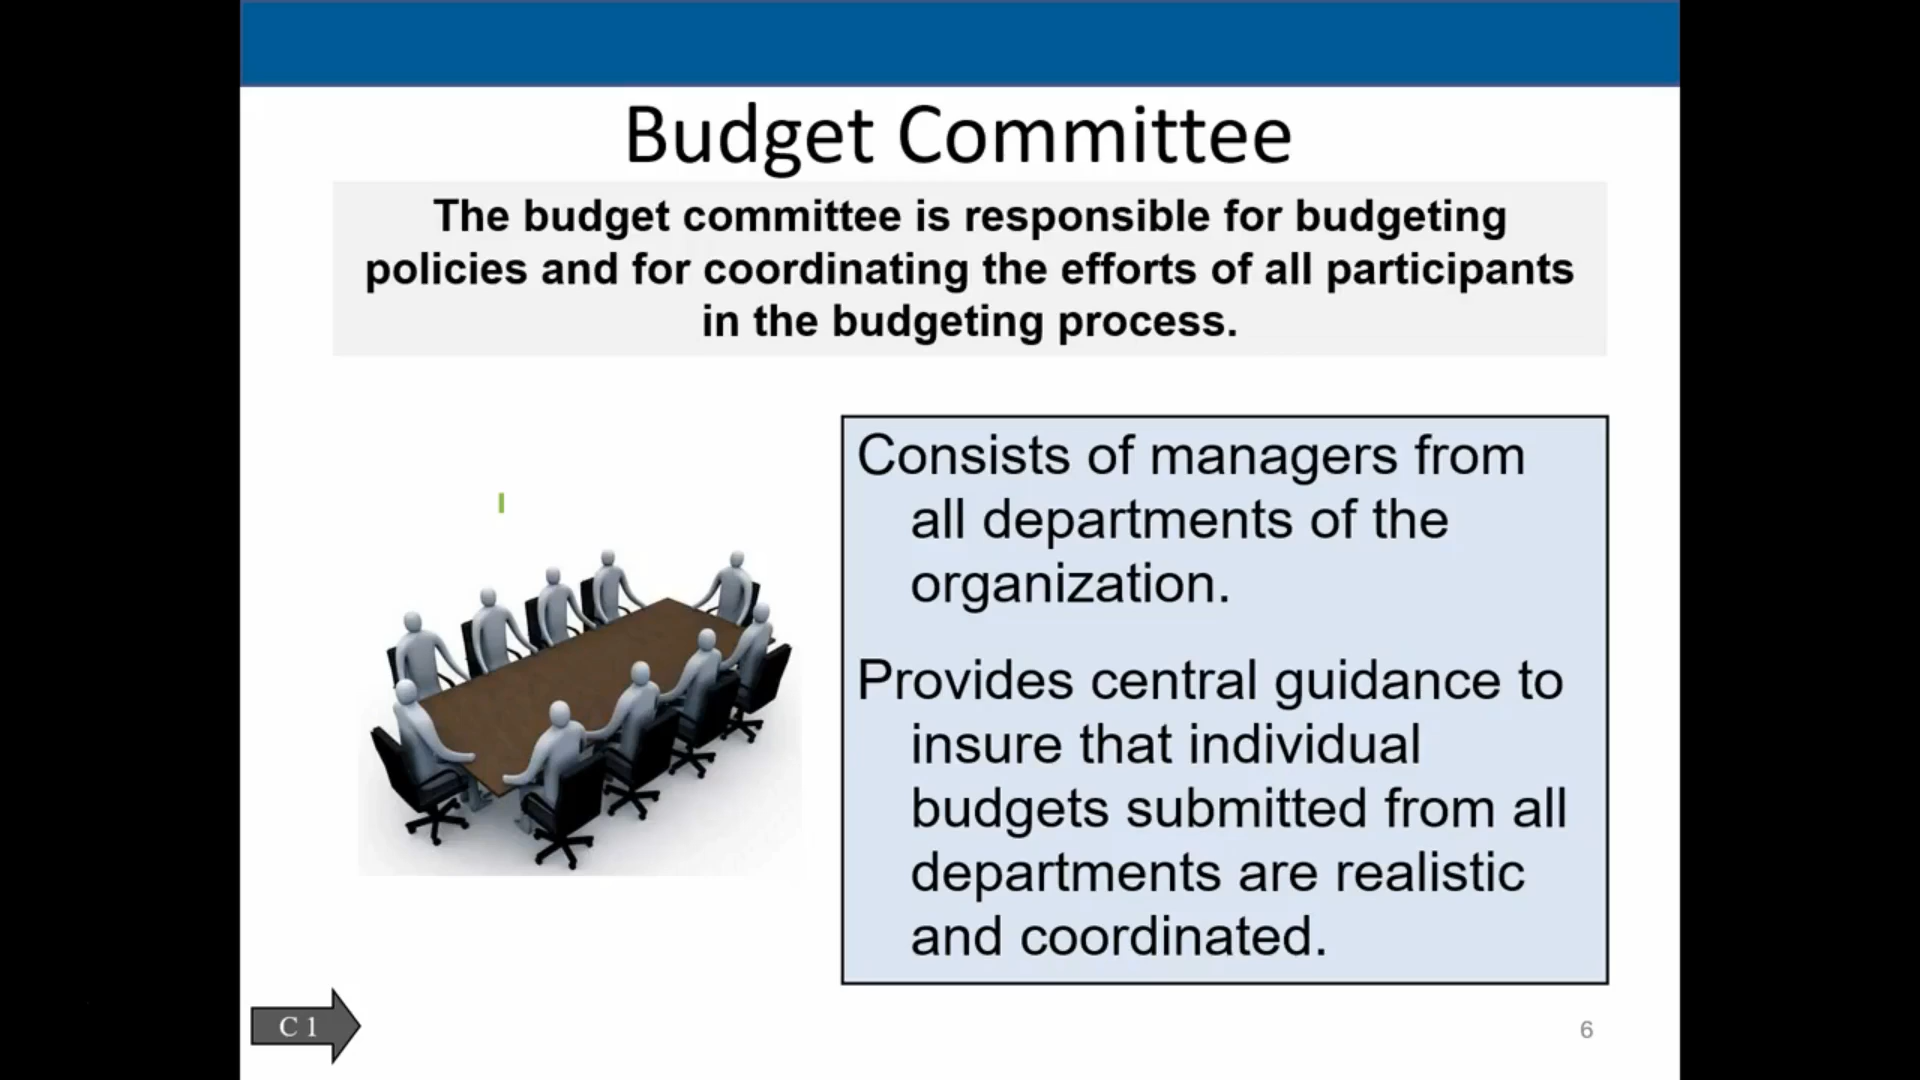 Budget Committee
The budget committee is responsible for budgeting
policies and for coordinating the efforts of all participants
in the budgeting process.
Consists of managers from
all departments of the
organization.
Provides central guidance to
insure that individual
budgets submitted from all
departments are realistic
and coordinated.
C 1
6